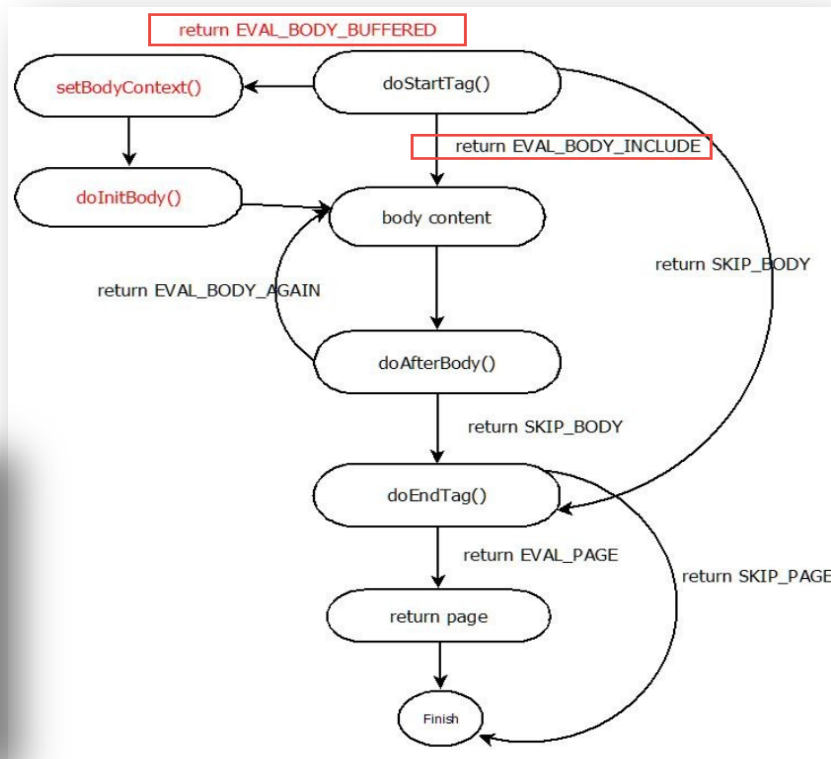 return EVAL_BODY_BUFFERED
setBodyContext()
doStartTag()
return EVAL_BODY_INCLUDE
doInitBody()
body content
return SKIP_BODY
return EVAL_BODY_AGAIN
doAfterBody()
return SKIP_BODY
doEndTag()
return EVAL_PAGE
return SKIP_PAGE
return page
Finish